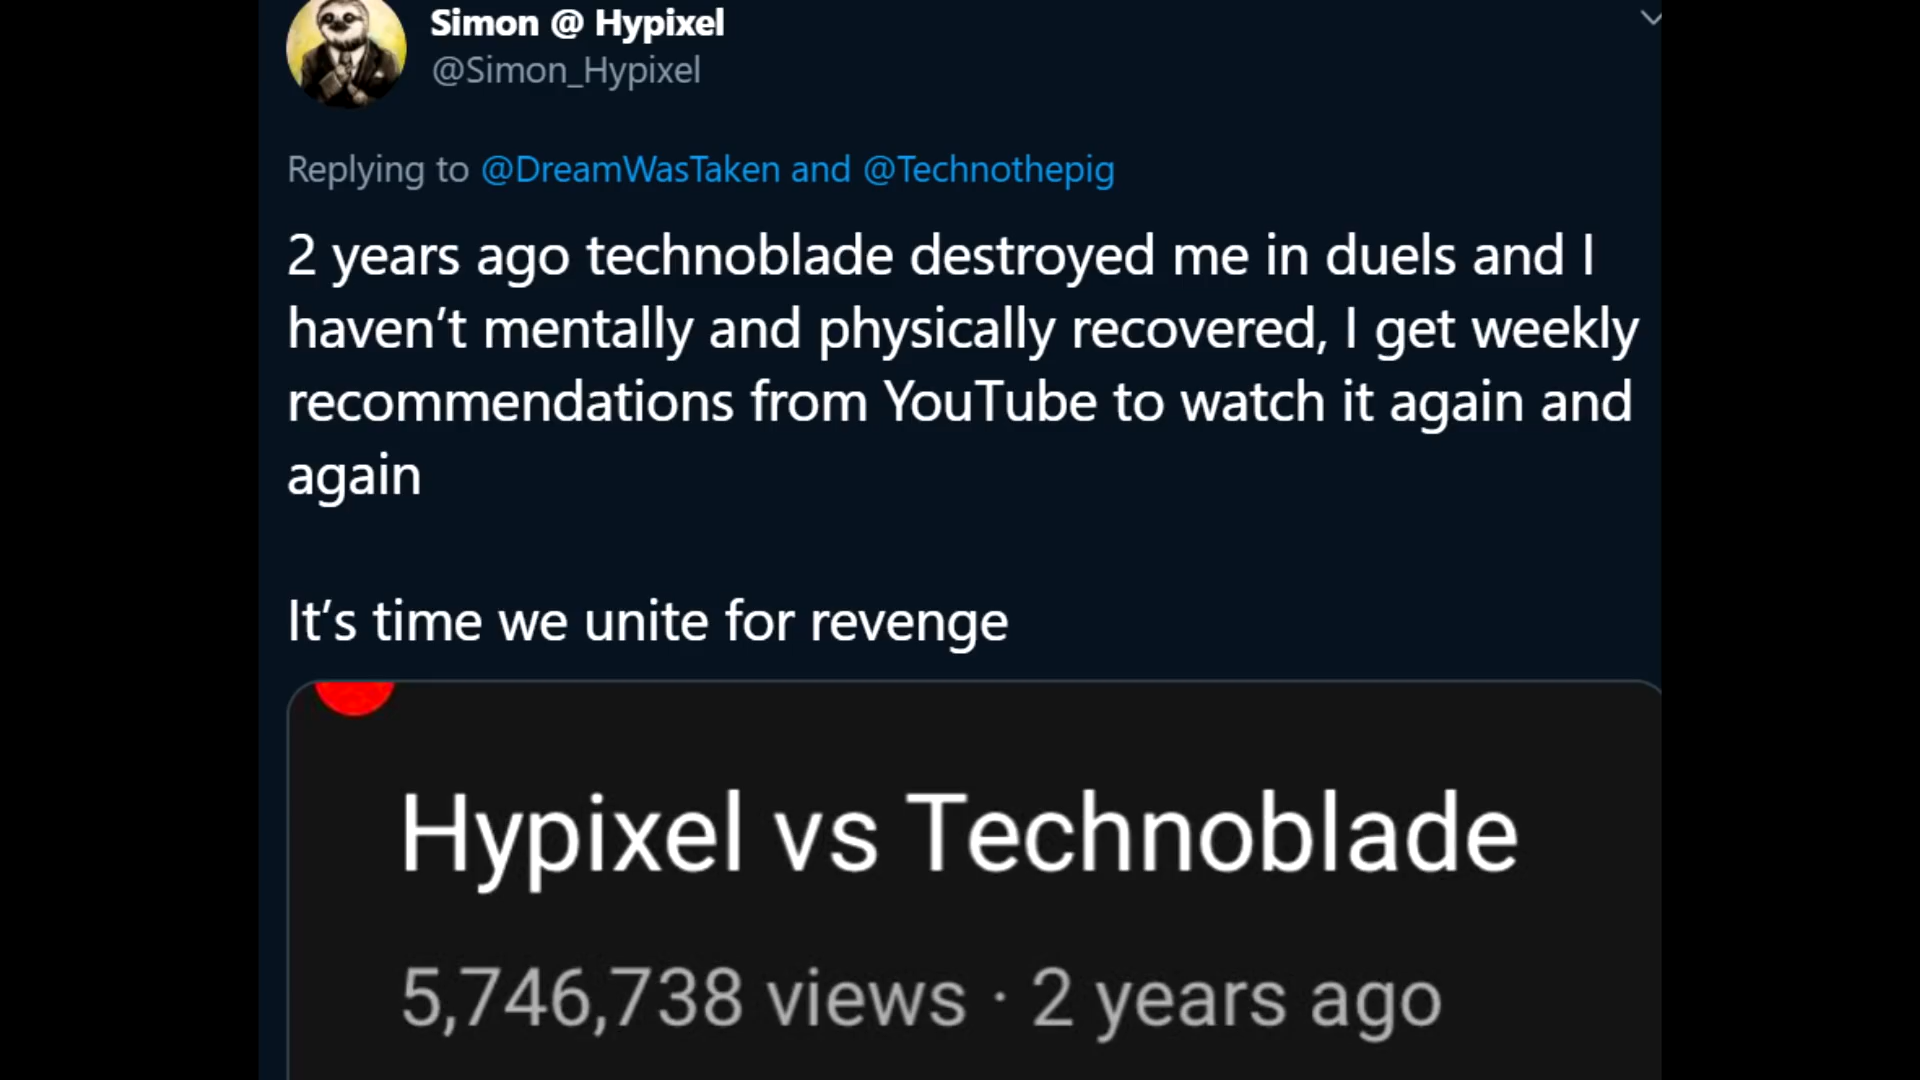 Simon @ Hypixel
@Simon_Hypixel
Replying to @DreamWasTaken and @Technothepig
2 years ago technoblade destroyed me in duels and I
haven’t mentally and physically recovered, I get weekly
recommendations from YouTube to watch it again and
again
It’s time we unite for revenge
Hypixel vs Technoblade
5,746,738 views · 2 years ago